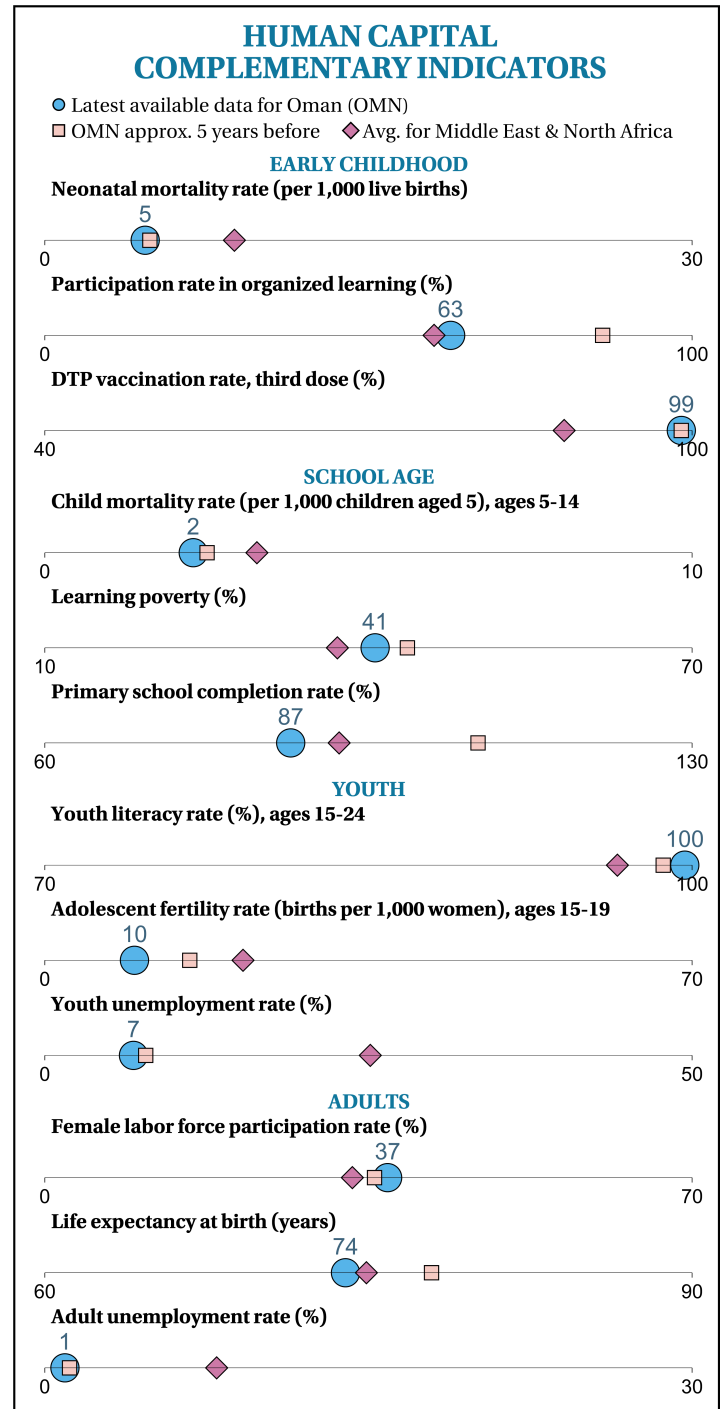 HUMAN CAPITAL
COMPLEMENTARY INDICATORS
Latest available data for Oman (OMN)
OMN approx. 5 years before
Avg. for Middle East & North Africa
EARLY CHILDHOOD
Neonatal mortality rate (per 1,000 live births)
5
0 30
Participation rate in organized learning (%)
63
0 100
DTP vaccination rate, third dose (%)
99
40 100
SCHOOL AGE
Child mortality rate (per 1,000 children aged 5), ages 5-14
2
0 10
Learning poverty (%)
41
10 70
Primary school completion rate (%)
87
60 130
YOUTH
Youth literacy rate (%), ages 15-24
100
70 100
Adolescent fertility rate (births per 1,000 women), ages 15-19
10
0 70
Youth unemployment rate (%)
7
0 50
ADULTS
Female labor force participation rate (%)
37
0 70
Life expectancy at birth (years)
74
60 90
Adult unemployment rate (%)
1
0 30